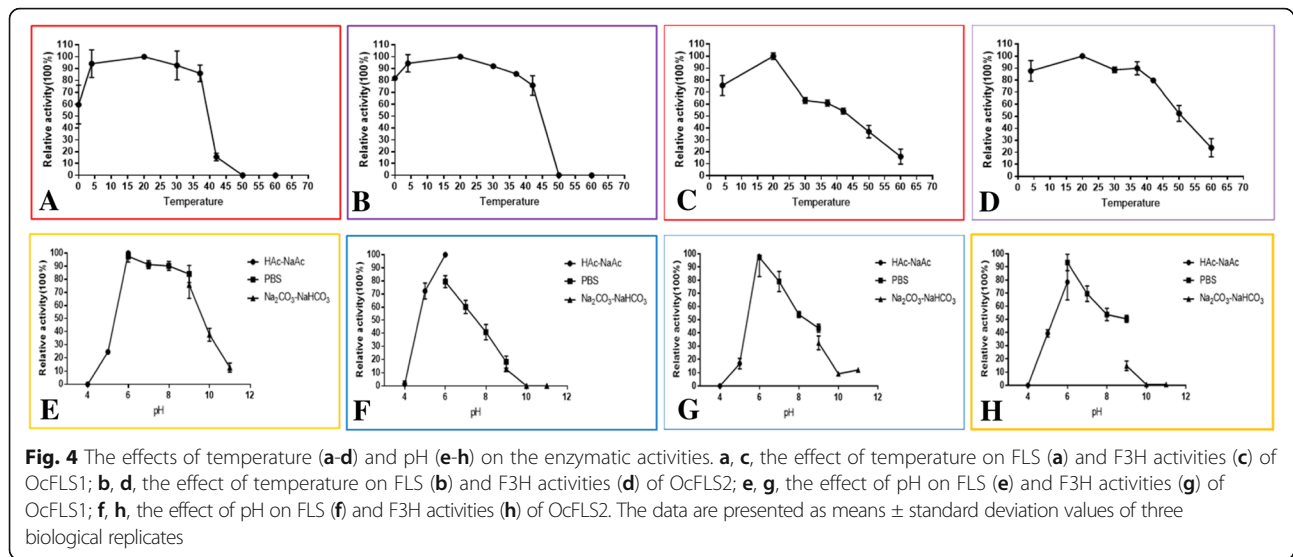 110
100
90
80
70
60
50
40
30
20
10
0
Relative activity(100%)
0 5 10 15 20 25 30 35 40 45 50 55 60 65 70
Temperature
A
110
100
90
80
70
60
50
40
30
20
10
0
Relative activity(100%)
0 5 10 15 20 25 30 35 40 45 50 55 60 65 70
Temperature
B
110
100
90
80
70
60
50
40
30
20
10
0
Relative activity(100%)
0 5 10 15 20 25 30 35 40 45 50 55 60 65 70
Temperature
C
110
100
90
80
70
60
50
40
30
20
10
0
Relative activity(100%)
0 5 10 15 20 25 30 35 40 45 50 55 60 65 70
Temperature
D
100
90
80
70
60
50
40
30
20
10
0
Relative activity(100%)
HAc-NaAc
PBS
Na₂CO₃-NaHCO₃
4 6 8 10 12
pH
E
100
90
80
70
60
50
40
30
20
10
0
Relative activity(100%)
HAc-NaAc
PBS
Na₂CO₃-NaHCO₃
4 6 8 10 12
pH
F
100
90
80
70
60
50
40
30
20
10
0
Relative activity(100%)
HAc-NaAc
PBS
Na₂CO₃-NaHCO₃
4 6 8 10 12
pH
G
100
90
80
70
60
50
40
30
20
10
0
Relative activity(100%)
HAc-NaAc
PBS
Na₂CO₃-NaHCO₃
4 6 8 10 12
pH
H
Fig. 4 The effects of temperature (a-d) and pH (e-h) on the enzymatic activities. a, c, the effect of temperature on FLS (a) and F3H activities (c) of
OcFLS1; b, d, the effect of temperature on FLS (b) and F3H activities (d) of OcFLS2; e, g, the effect of pH on FLS (e) and F3H activities (g) of
OcFLS1; f, h, the effect of pH on FLS (f) and F3H activities (h) of OcFLS2. The data are presented as means ± standard deviation values of three
biological replicates